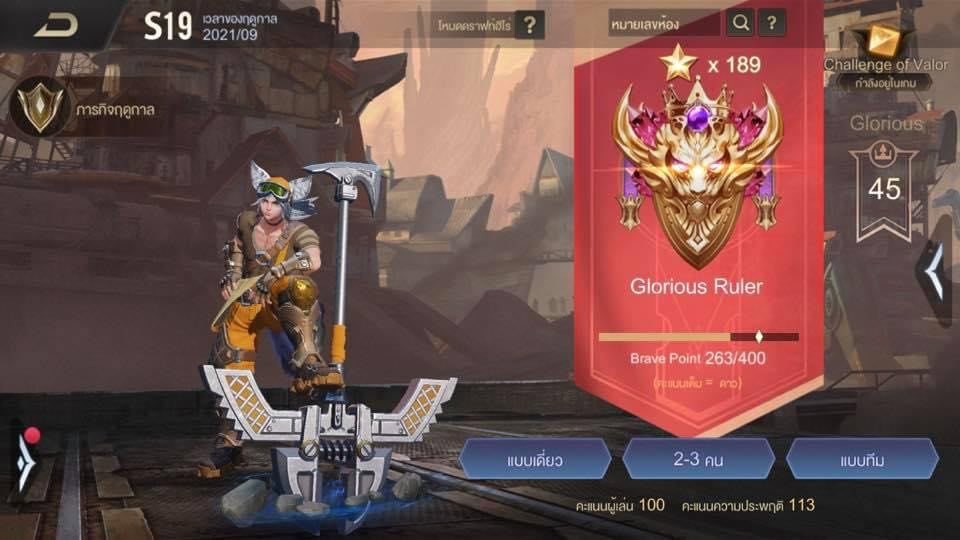 S19
เวลาของฤดูกาล
2021/09
โหมดดราฟท์ฮีโร่ ?
หมายเลขห้อง
?
ภารกิจฤดูกาล
x 189
Challenge of Valor
กำลังอยู่ในเกม
Glorious
45
Glorious Ruler
Brave Point 263/400
(คะแนนเต็ม = ดาว)
แบบเดี่ยว
2-3 คน
แบบทีม
คะแนนผู้เล่น 100 คะแนนความประพฤติ 113